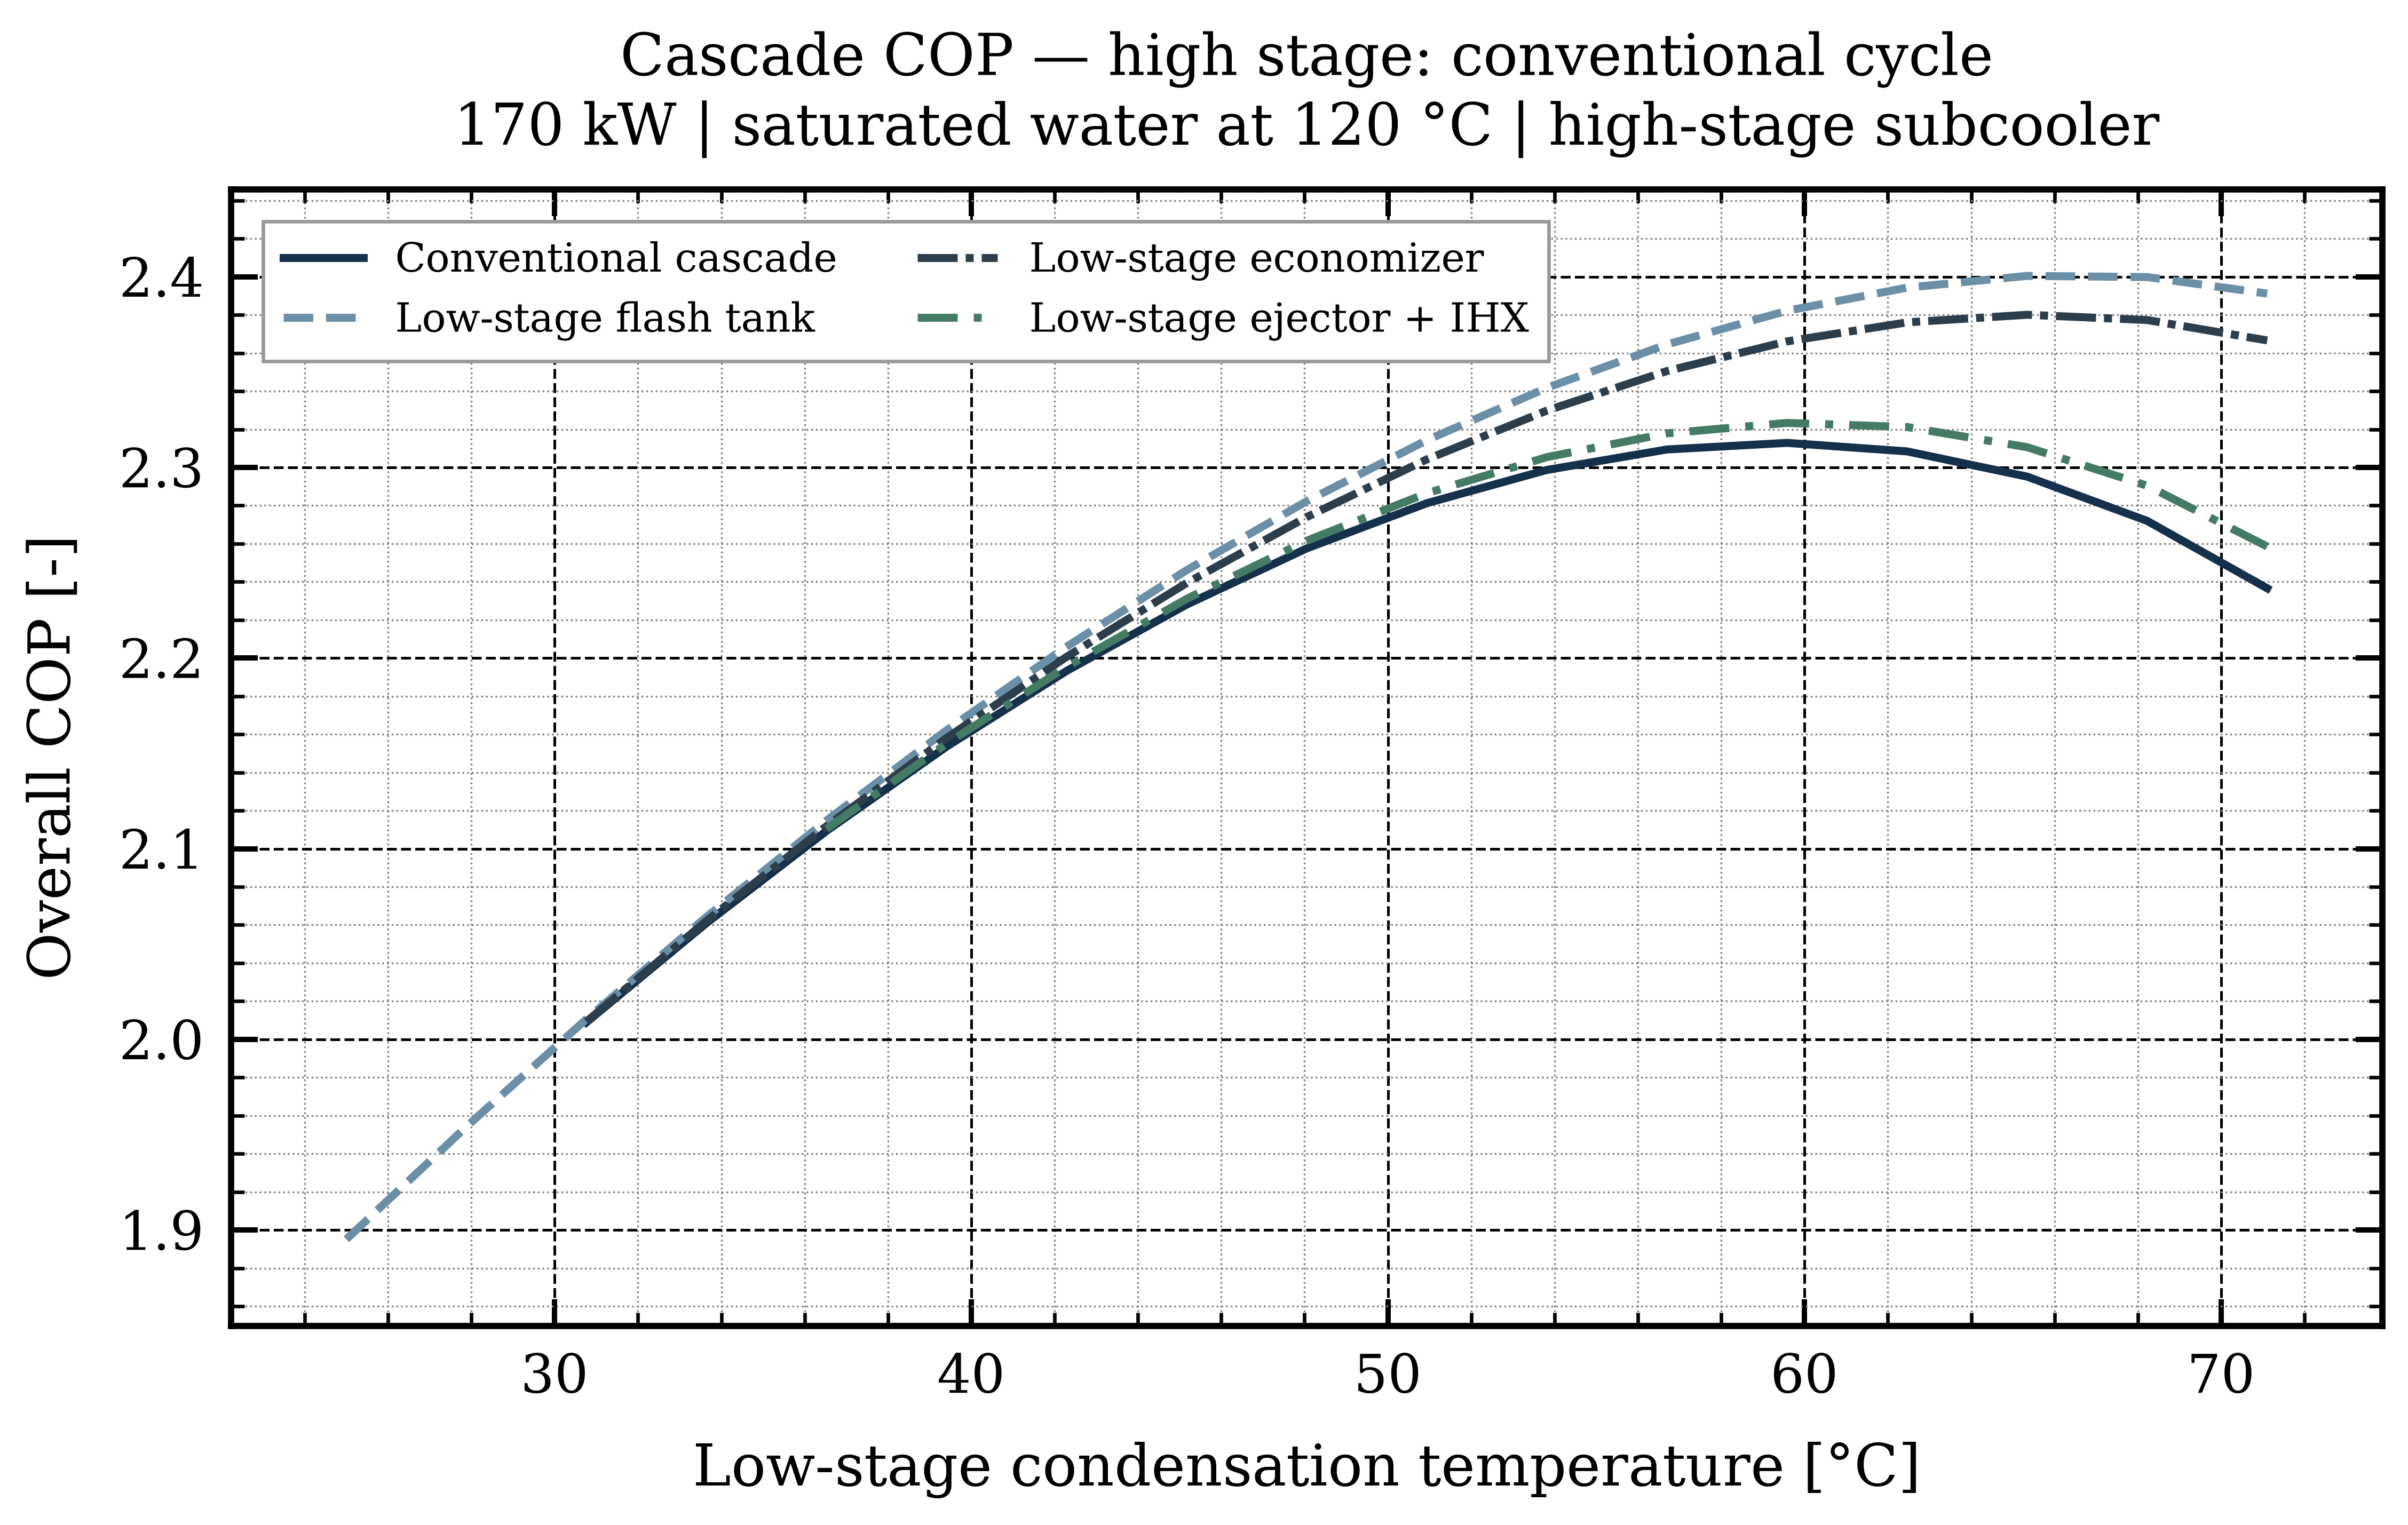 Cascade COP — high stage: conventional cycle
170 kW | saturated water at 120 °C | high-stage subcooler
Conventional cascade
Low-stage flash tank
Low-stage economizer
Low-stage ejector + IHX
Overall COP [-]
2.4
2.3
2.2
2.1
2.0
1.9
30 40 50 60 70
Low-stage condensation temperature [°C]